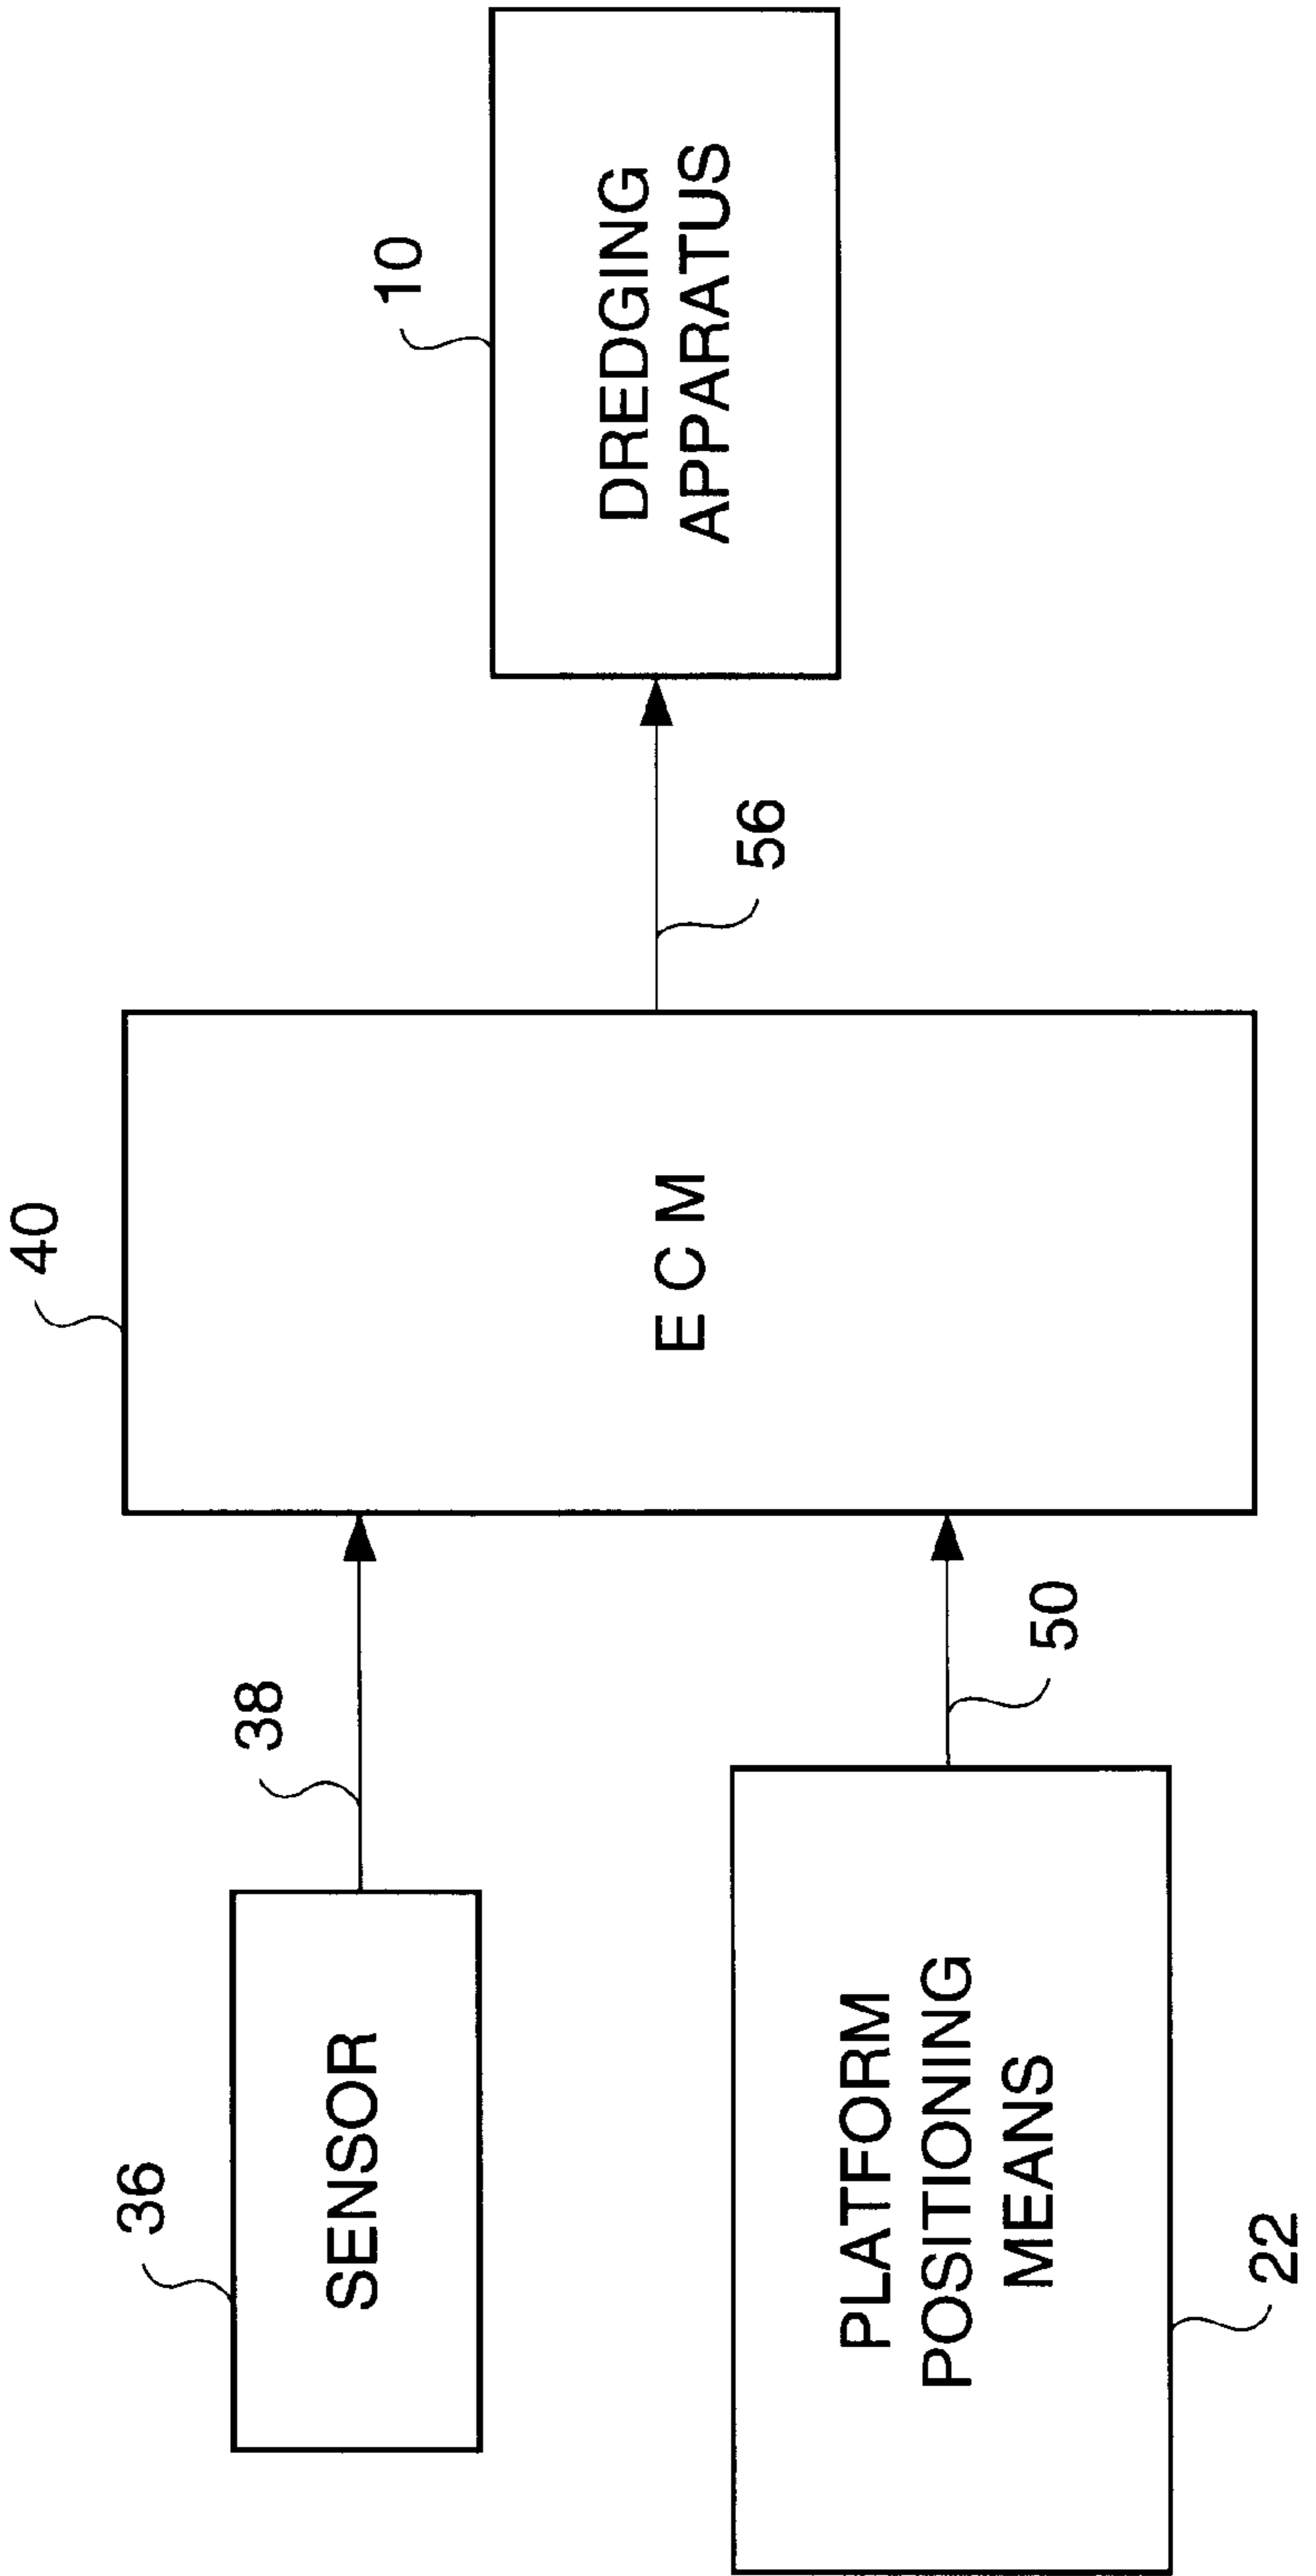 36
SENSOR
38
40
E C M
22
PLATFORM
POSITIONING
MEANS
50
56
10
DREDGING
APPARATUS